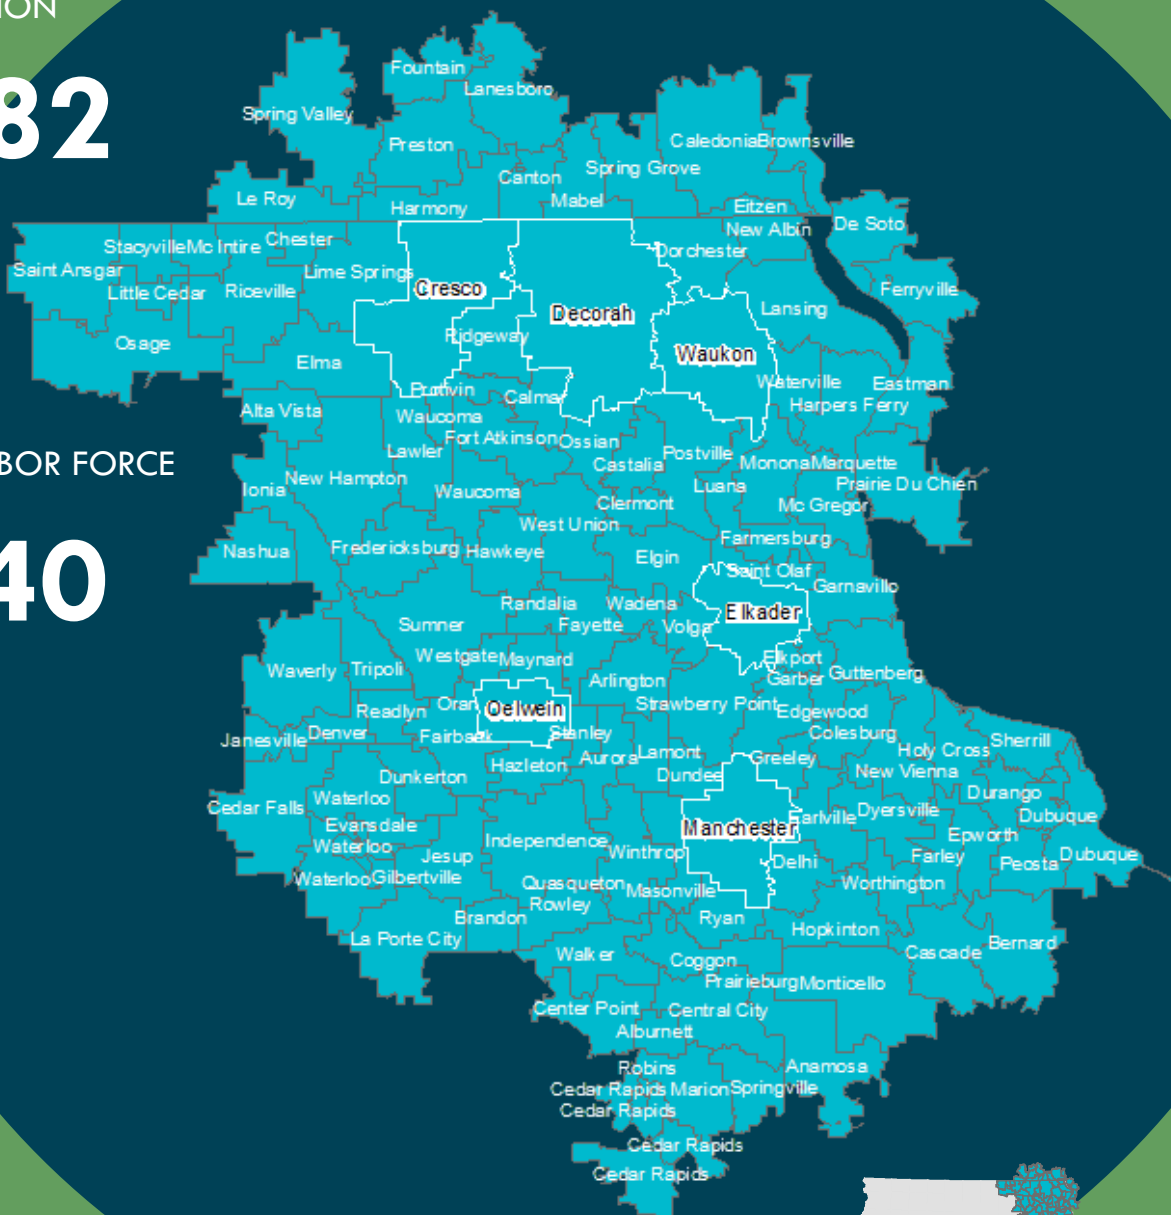 ION
82
BOR FORCE
40
Fountain
Lanesboro
Spring Valley
Preston
Caledonia
Brownsville
Spring Grove
Canton
Le Roy
Harmony
Mabel
Eitzen
New Albin
De Soto
Stacyville
Mc Intire
Chester
Dorchester
Saint Ansgar
Lime Springs
Little Cedar
Riceville
Cresco
Ferryville
Decorah
Lansing
Osage
Ridgeway
Elma
Waukon
Waterville
Eastman
Protivin
Calmar
Harpers Ferry
Alta Vista
Waucoma
Fort Atkinson
Ossian
Lawler
Castalia
Postville
Monona
Marquette
New Hampton
Ionia
Waucoma
Luana
Prairie Du Chien
Clermont
Mc Gregor
West Union
Nashua
Fredericksburg
Hawkeye
Elgin
Farmersburg
Saint Olaf
Garnavillo
Randalia
Wadena
Elkader
Sumner
Fayette
Volga
Westgate
Maynard
Elkport
Waverly
Tripoli
Arlington
Garber
Guttenberg
Readlyn
Oran
Oelwein
Strawberry Point
Edgewood
Janesville
Denver
Fairbank
Stanley
Colesburg
Holy Cross
Sherrill
Hazleton
Aurora
Lamont
Greeley
Dunkerton
Dundee
New Vienna
Durango
Cedar Falls
Waterloo
Earlville
Dyersville
Dubuque
Evansdale
Manchester
Epworth
Waterloo
Independence
Winthrop
Jesup
Delhi
Farley
Peosta
Dubuque
Waterloo
Gilbertville
Quasqueton
Masonville
Worthington
Rowley
Brandon
Ryan
Hopkinton
La Porte City
Walker
Coggon
Cascade
Bernard
Prairieburg
Monticello
Center Point
Central City
Alburnett
Robins
Anamosa
Cedar Rapids
Marion
Springville
Cedar Rapids
Cedar Rapids
Cedar Rapids